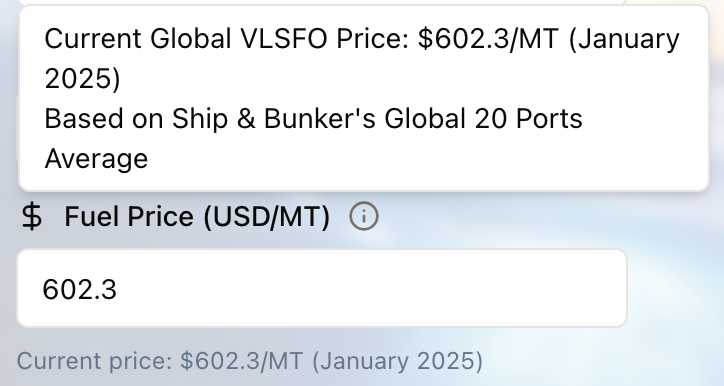 Current Global VLSFO Price: $602.3/MT (January
2025)
Based on Ship & Bunker's Global 20 Ports
Average
$ Fuel Price (USD/MT)
602.3
Current price: $602.3/MT (January 2025)